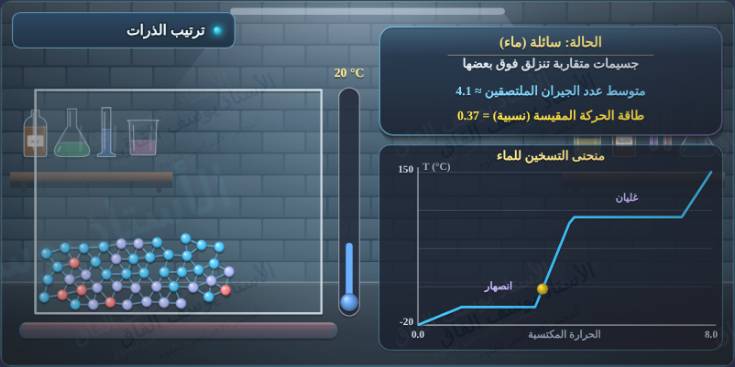 ترتيب الذرات
الحالة: سائلة (ماء)
جسيمات متقاربة تنزلق فوق بعضها
متوسط عدد الجيران الملتصقين ≈ 4.1
طاقة الحركة المقيسة (نسبية) = 0.37
20 °C
منحنى التسخين للماء
T (°C)
150
غليان
انصهار
-20
0.0
الحرارة المكتسبة
8.0